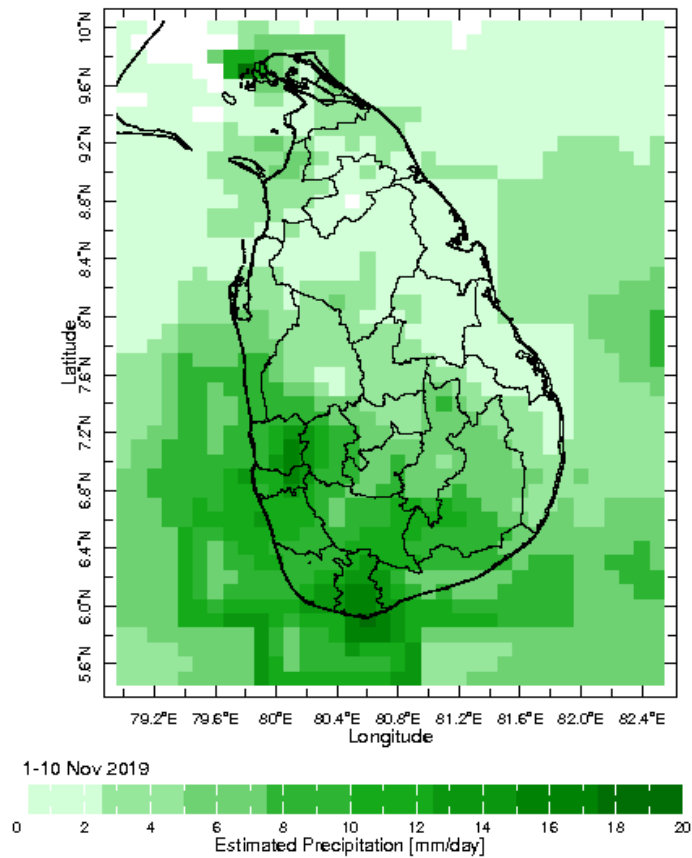 10°N
9.6°N
9.2°N
8.8°N
8.4°N
8°N
7.6°N
7.2°N
6.8°N
6.4°N
6.0°N
5.6°N
Latitude
79.2°E 79.6°E 80°E 80.4°E 80.8°E 81.2°E 81.6°E 82.0°E 82.4°E
Longitude
1-10 Nov 2019
0 2 4 6 8 10 12 14 16 18 20
Estimated Precipitation [mm/day]